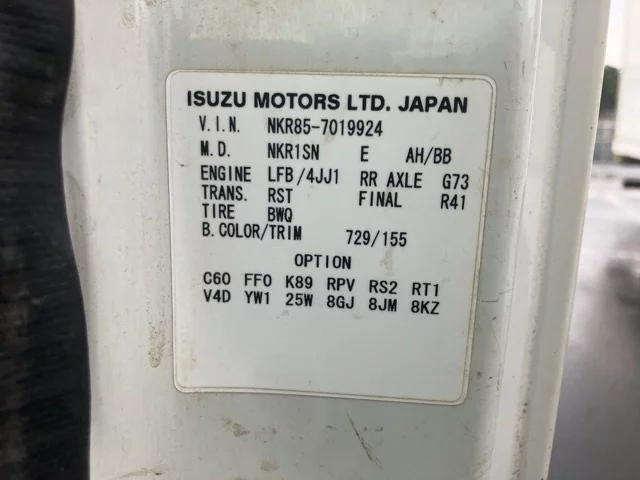 ISUZU MOTORS LTD. JAPAN
V.I.N. NKR85-7019924
M.D. NKR1SN E AH/BB
ENGINE LFB/4JJ1 RR AXLE G73
TRANS. RST FINAL R41
TIRE BWQ
B.COLOR/TRIM 729/155
OPTION
C60 FF0 K89 RPV RS2 RT1
V4D YW1 25W 8GJ 8JM 8KZ